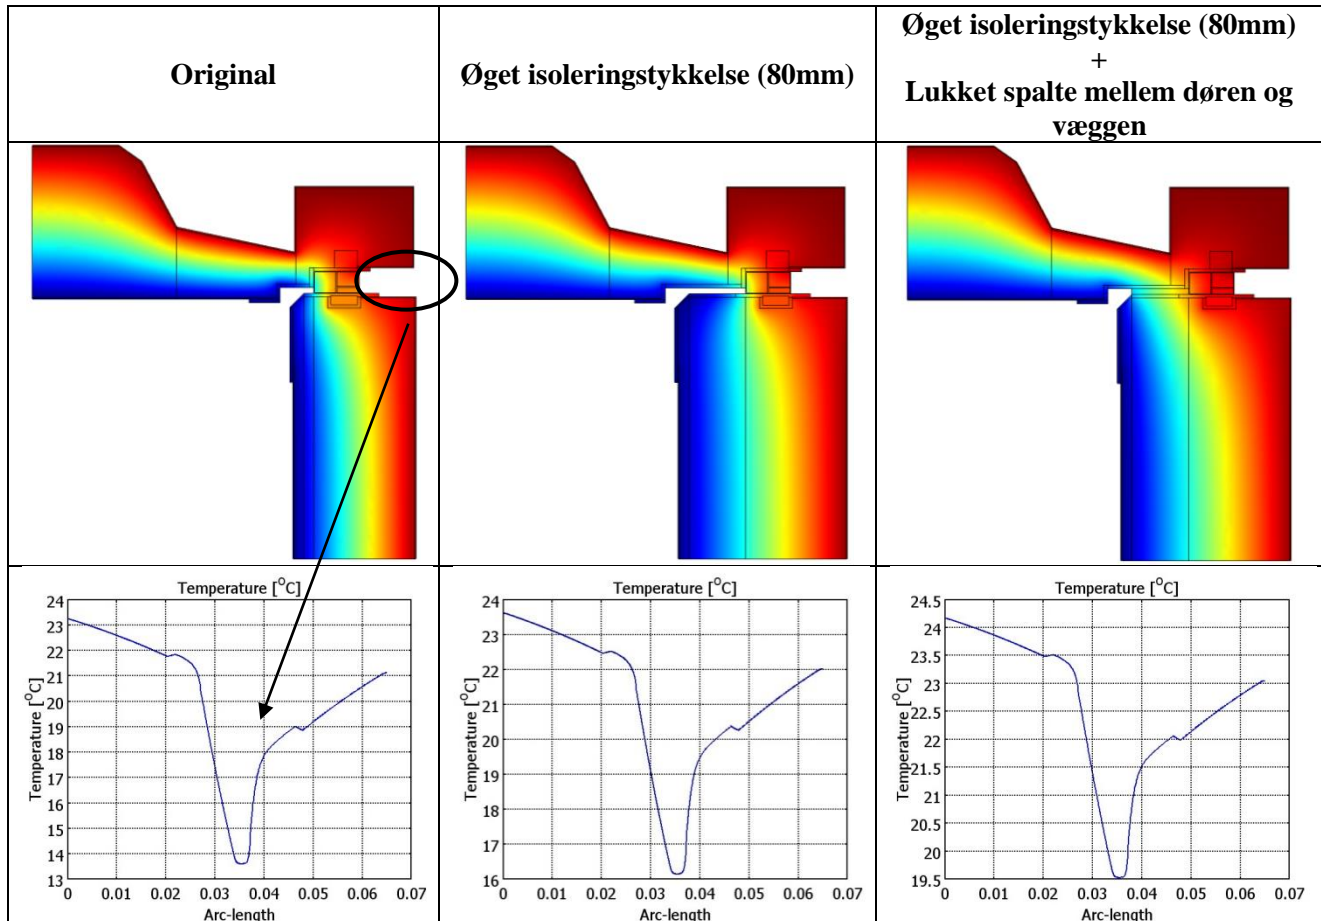 Original
Øget isoleringstykkelse (80mm)
Øget isoleringstykkelse (80mm)
+
Lukket spalte mellem døren og
væggen
Temperature [°C]
24
23
22
21
20
19
18
17
16
15
14
13
Temperature [°C]
0 0.01 0.02 0.03 0.04 0.05 0.06 0.07
Arc-length
Temperature [°C]
24
23
22
21
20
19
18
17
16
Temperature [°C]
0 0.01 0.02 0.03 0.04 0.05 0.06 0.07
Arc-length
Temperature [°C]
24.5
24
23.5
23
22.5
22
21.5
21
20.5
20
19.5
Temperature [°C]
0 0.01 0.02 0.03 0.04 0.05 0.06 0.07
Arc-length